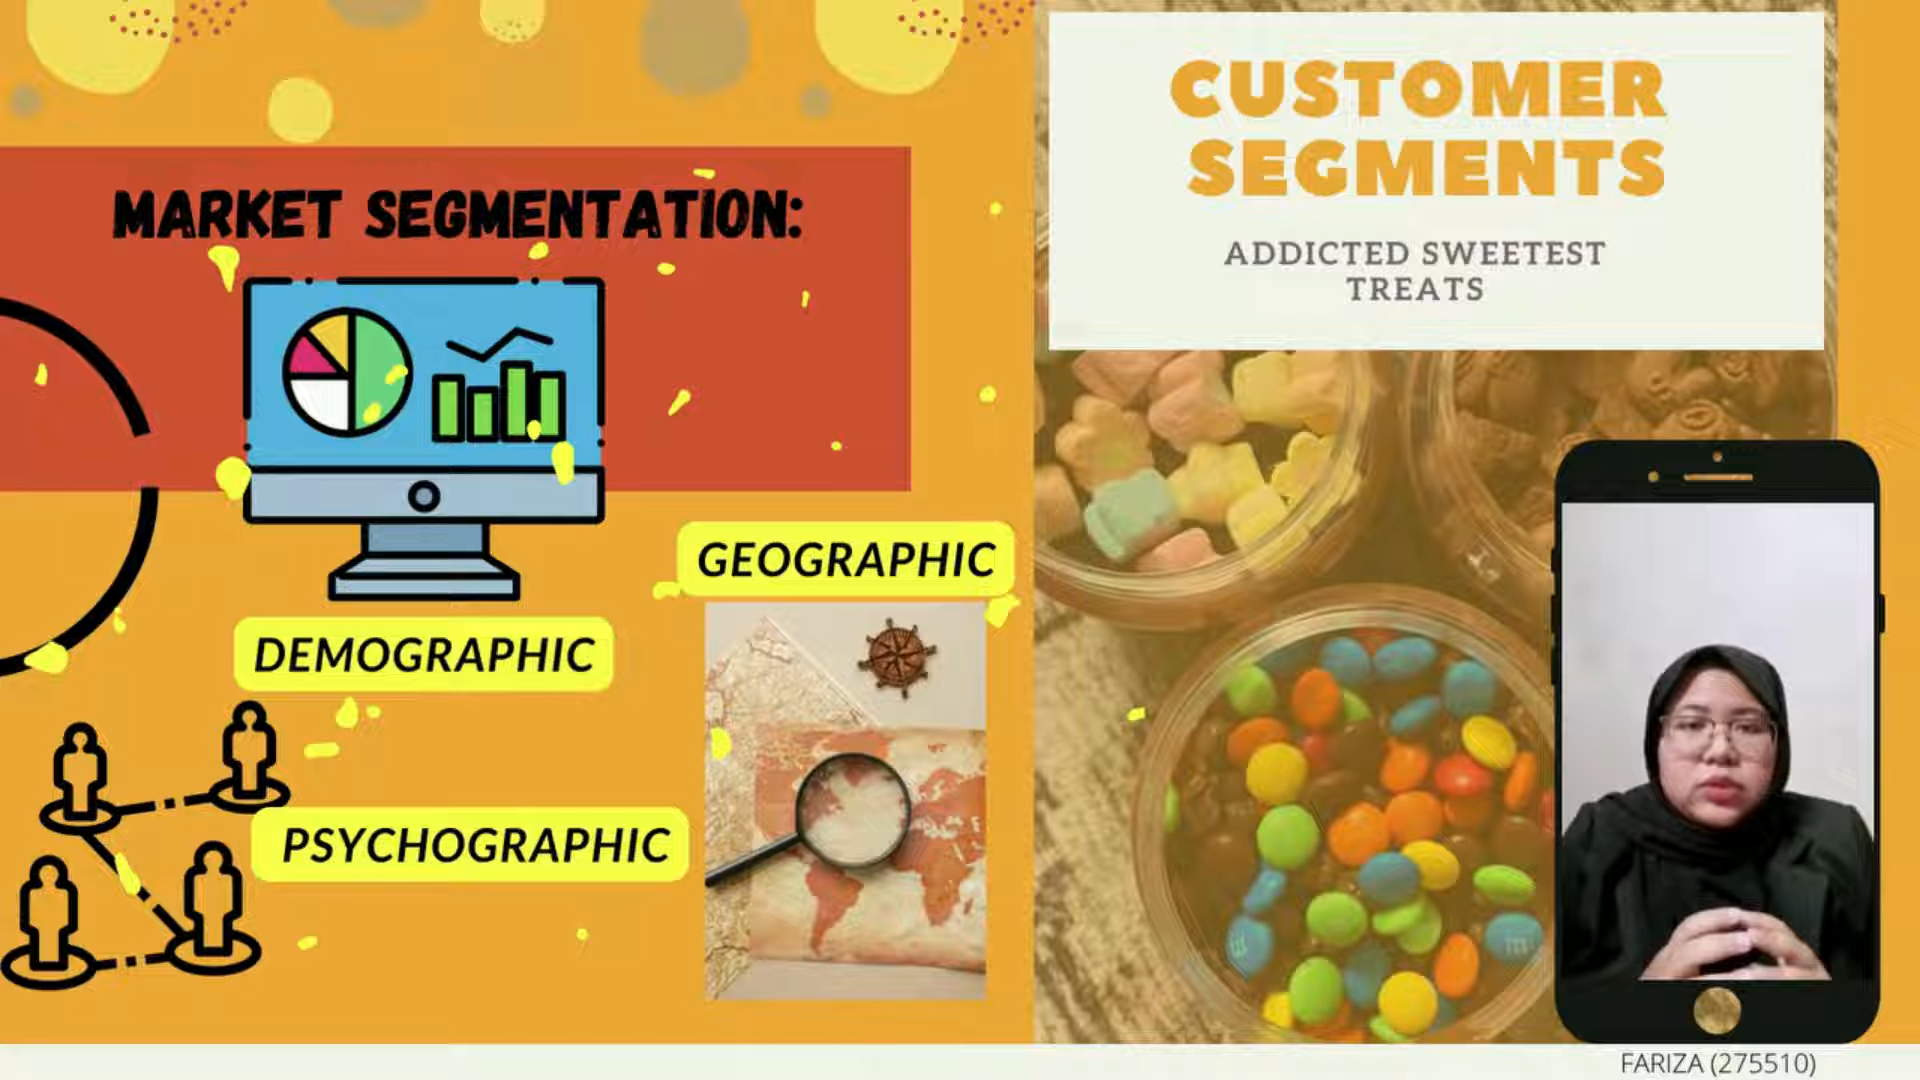 MARKET SEGMENTATION:
DEMOGRAPHIC
GEOGRAPHIC
PSYCHOGRAPHIC
CUSTOMER
SEGMENTS
ADDICTED SWEETEST
TREATS
FARIZA (275510)